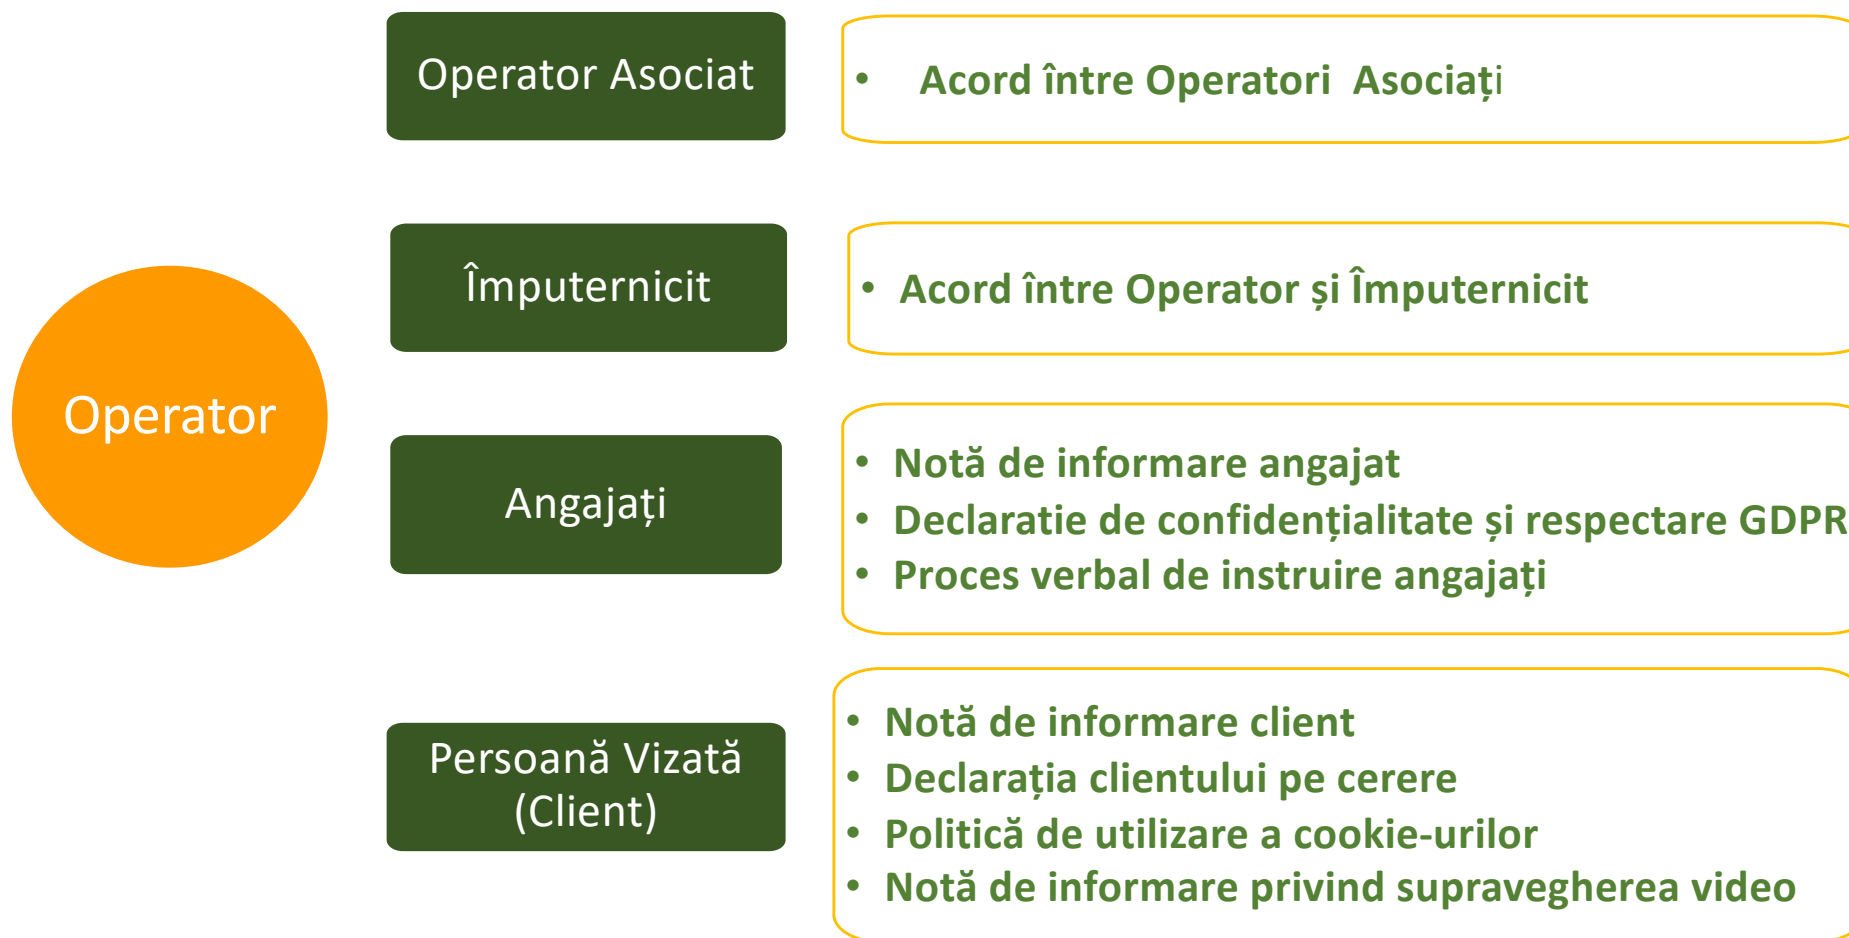 Operator Asociat
• Acord între Operatori Asociați
Împuternicit
• Acord între Operator și Împuternicit
Operator
Angajați
• Notă de informare angajat
• Declaratie de confidențialitate și respectare GDPR
• Proces verbal de instruire angajați
Persoană Vizată
(Client)
• Notă de informare client
• Declarația clientului pe cerere
• Politică de utilizare a cookie-urilor
• Notă de informare privind supravegherea video